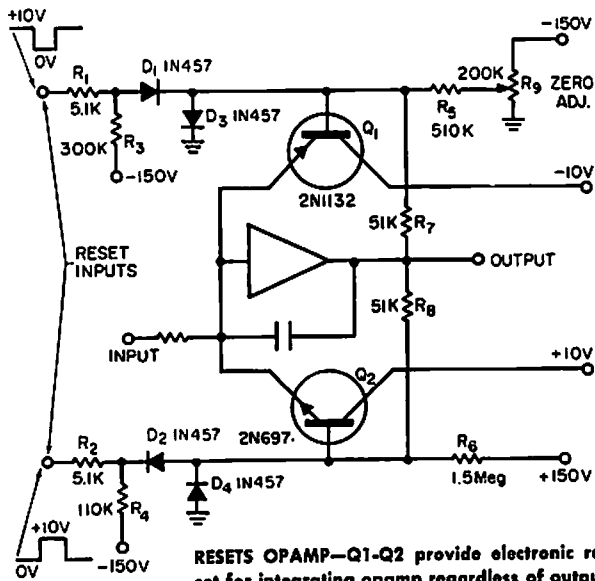 +10V
0V
-150V
R1
5.1K
D1 1N457
200K
R9
ZERO
ADJ.
R5
510K
D3 1N457
300K
R3
-150V
Q1
2N1132
-10V
51K
R7
RESET
INPUTS
OUTPUT
51K
R8
INPUT
Q2
+10V
2N697
R2
5.1K
D2 1N457
R6
1.5Meg
+150V
110K
R4
D4 1N457
+10V
0V
-150V
RESETS OPAMP—Q1-Q2 provide electronic re-
set for integrating opamp regardless of output